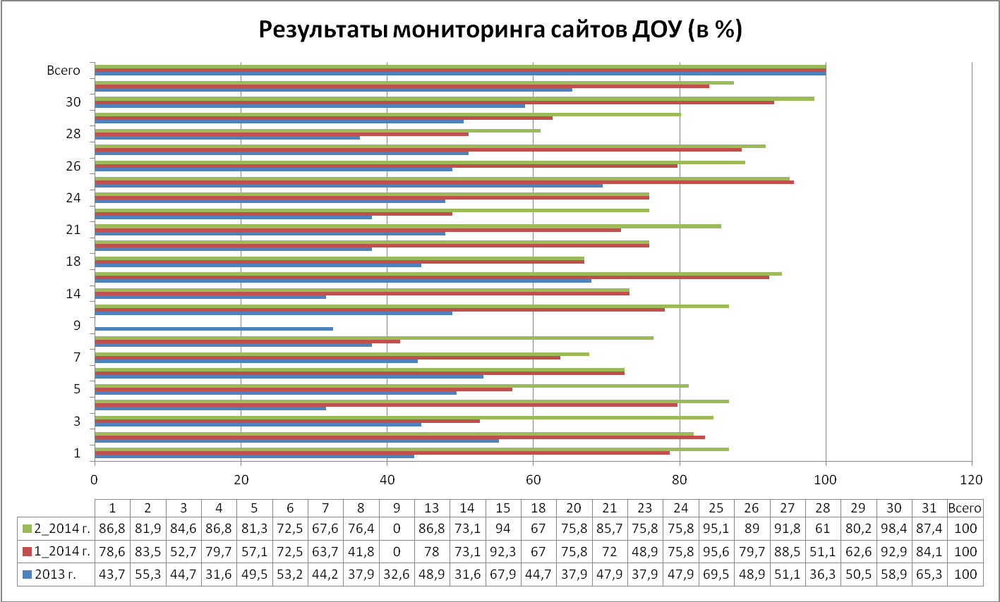 Результаты мониторинга сайтов ДОУ (в %)
Всего
30
28
26
24
21
18
14
9
7
5
3
1
0 20 40 60 80 100 120
1 2 3 4 5 6 7 8 9 13 14 15 18 20 21 23 24 25 26 27 28 29 30 31 Всего
2_2014 г. 86,8 81,9 84,6 86,8 81,3 72,5 67,6 76,4 0 86,8 73,1 94 67 75,8 85,7 75,8 75,8 95,1 89 91,8 61 80,2 98,4 87,4 100
1_2014 г. 78,6 83,5 52,7 79,7 57,1 72,5 63,7 41,8 0 78 73,1 92,3 67 75,8 72 48,9 75,8 95,6 79,7 88,5 51,1 62,6 92,9 84,1 100
2013 г. 43,7 55,3 44,7 31,6 49,5 53,2 44,2 37,9 32,6 48,9 31,6 67,9 44,7 37,9 47,9 37,9 47,9 69,5 48,9 51,1 36,3 50,5 58,9 65,3 100